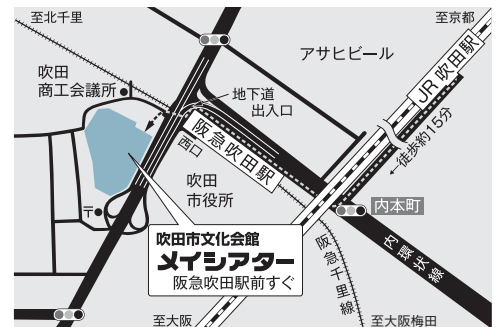 至北千里
至京都
アサヒビール
JR吹田駅
吹田
商工会議所
地下道
出入口
阪急吹田駅
西口
←徒歩約15分
吹田
市役所
〒
内本町
内環状線
吹田市文化会館
メイシアター
阪急吹田駅前すぐ
阪急千里線
至大阪
至大阪梅田